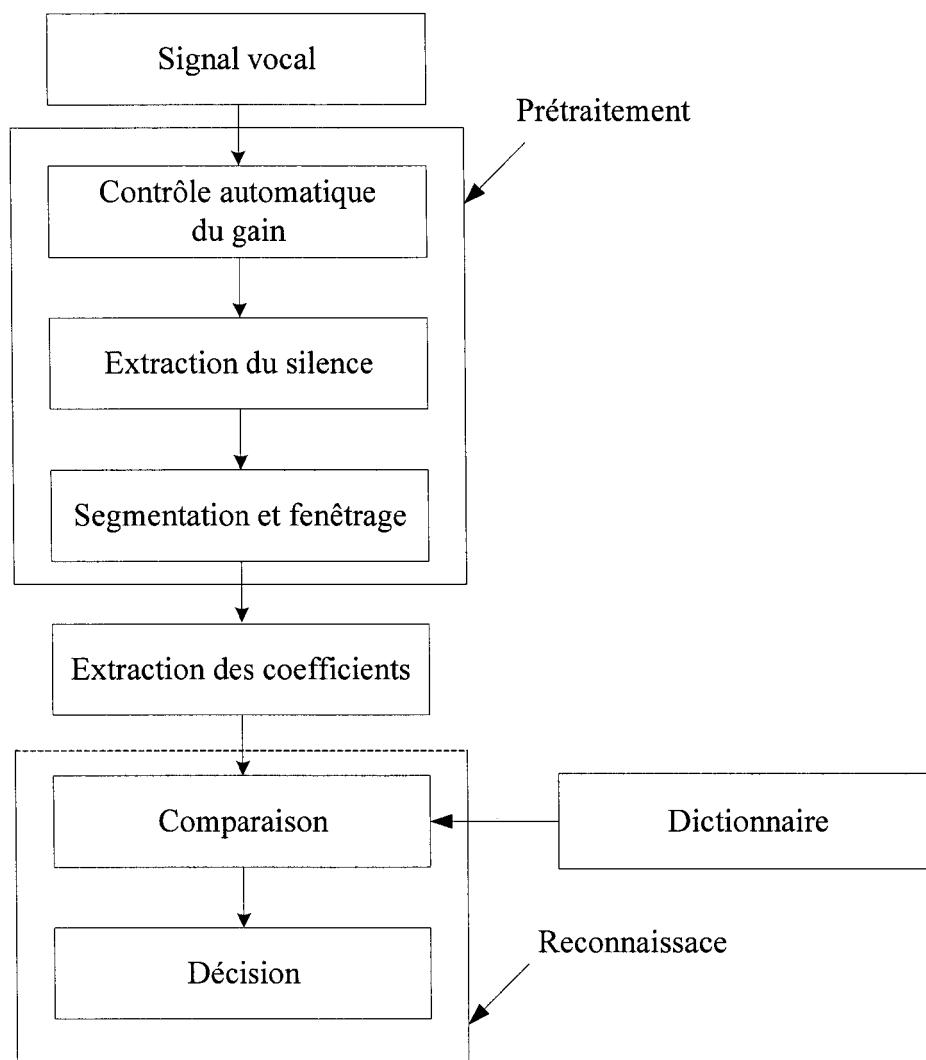 Signal vocal
Prétraitement
Contrôle automatique
du gain
Extraction du silence
Segmentation et fenêtrage
Extraction des coefficients
Comparaison
Dictionnaire
Reconnaissace
Décision